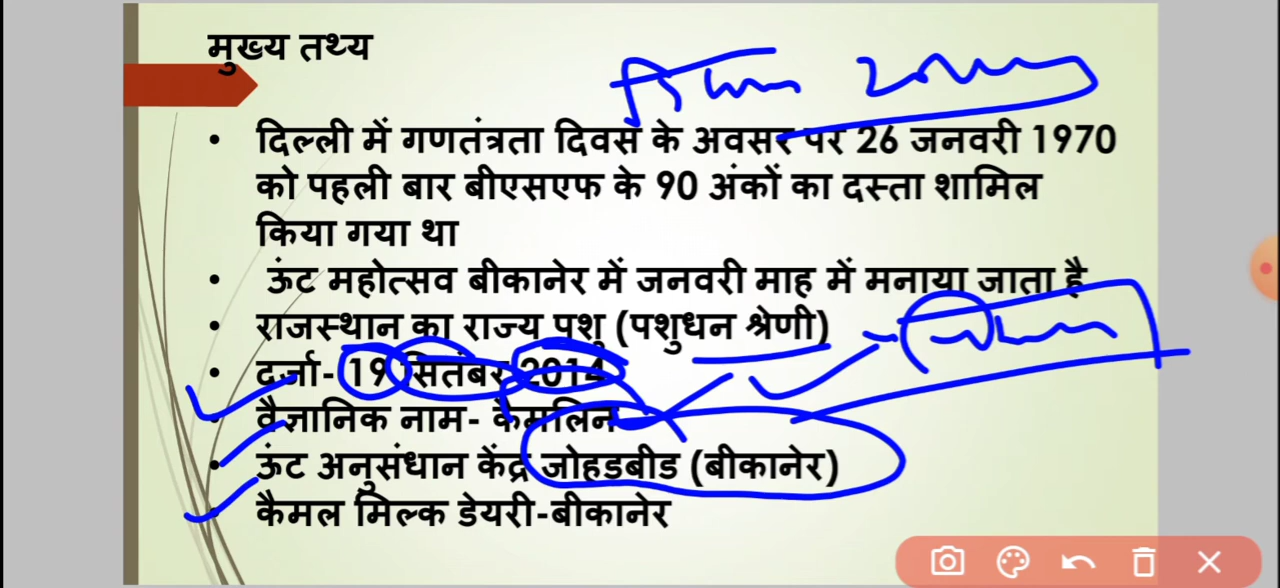 मुख्य तथ्य
• दिल्ली में गणतंत्रता दिवस के अवसर पर 26 जनवरी 1970
को पहली बार बीएसएफ के 90 अंकों का दस्ता शामिल
किया गया था
• ऊंट महोत्सव बीकानेर में जनवरी माह में मनाया जाता है
• राजस्थान का राज्य पशु (पशुधन श्रेणी)
• दर्जा- 19 सितंबर 2014
• वैज्ञानिक नाम- कैमलिन
• ऊंट अनुसंधान केंद्र जोहडबीड (बीकानेर)
• कैमल मिल्क डेयरी-बीकानेर